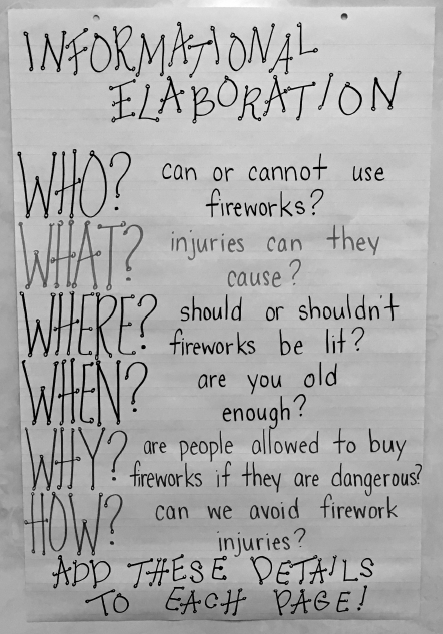 INFORMATIONAL
ELABORATION
WHO? can or cannot use
fireworks?
WHAT? injuries can they
cause?
WHERE? should or shouldn't
fireworks be lit?
WHEN? are you old
enough?
WHY? are people allowed to buy
fireworks if they are dangerous?
HOW? can we avoid firework
injuries?
ADD THESE DETAILS
TO EACH PAGE!